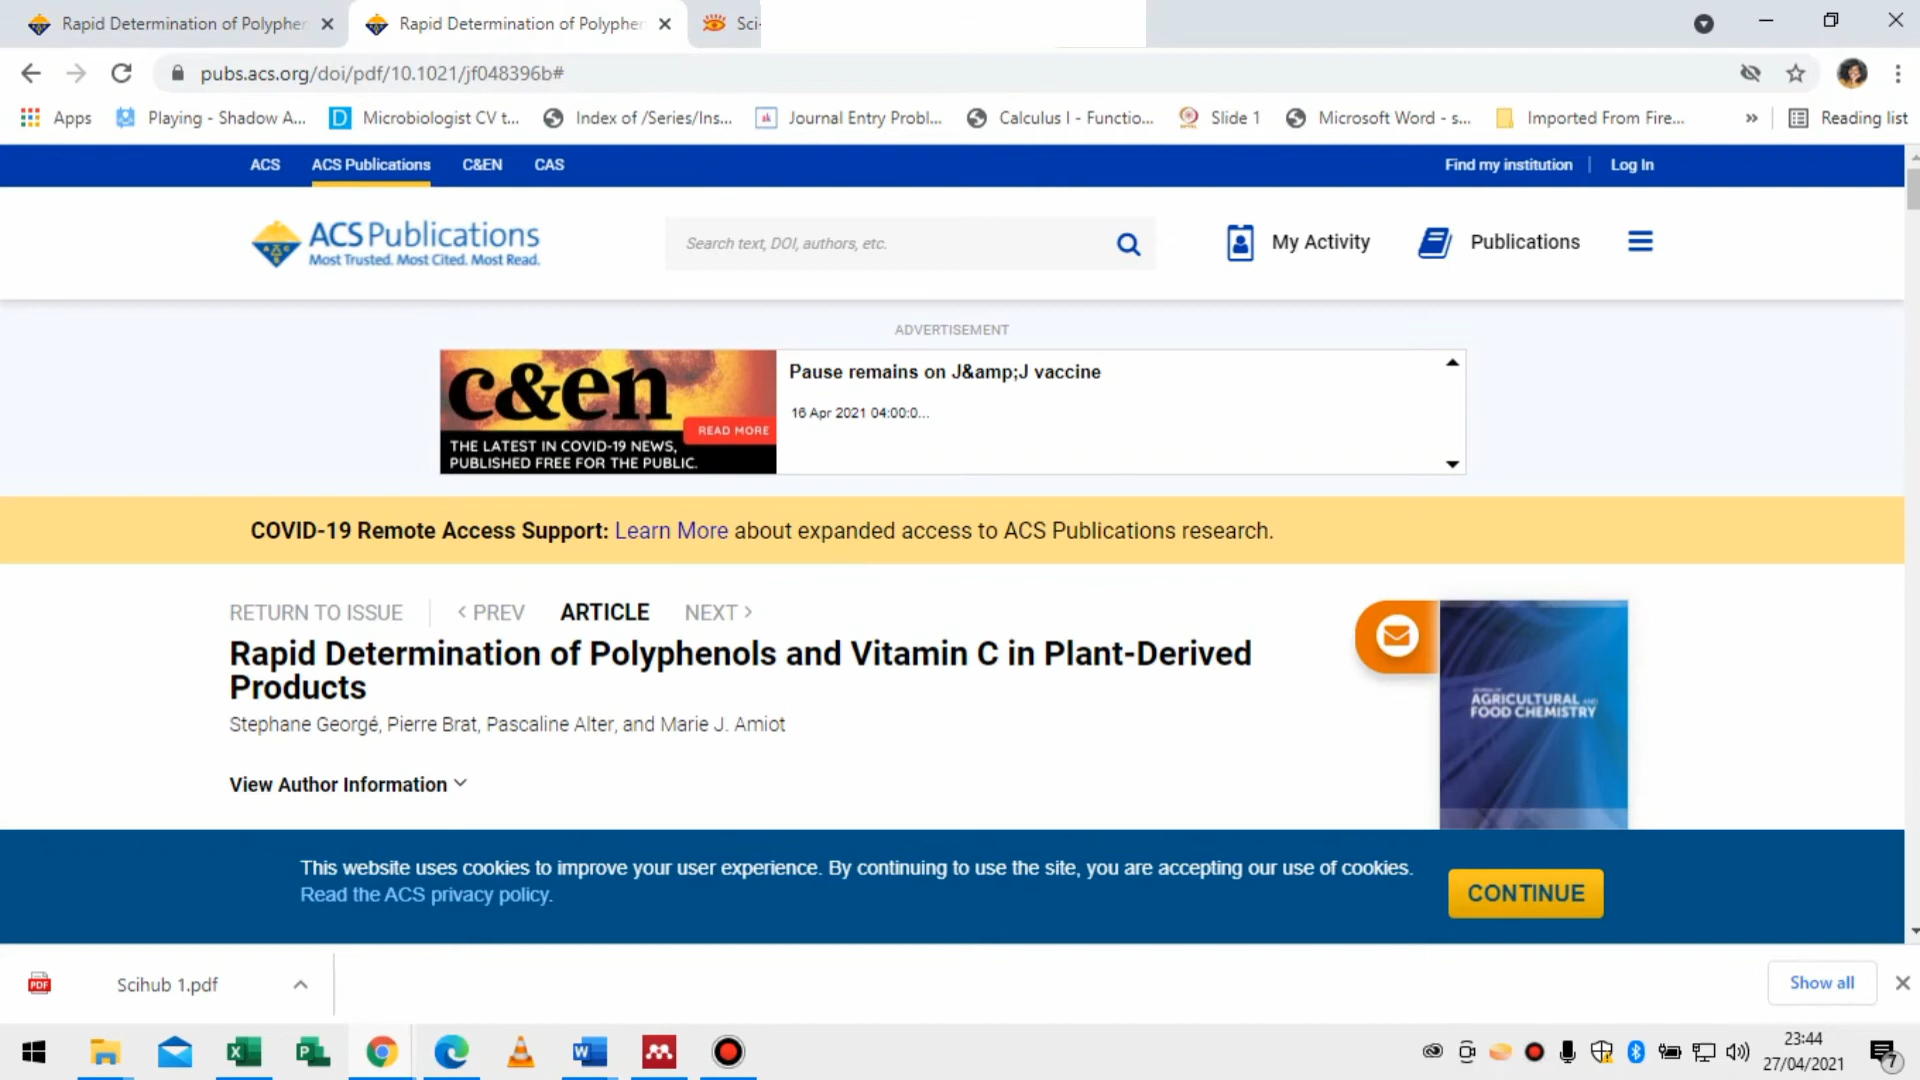 Rapid Determination of Polyphen
Rapid Determination of Polyphen
Sci-
pubs.acs.org/doi/pdf/10.1021/jf048396b#
Apps
Playing - Shadow A...
Microbiologist CV t...
Index of /Series/Ins...
Journal Entry Probl...
Calculus I - Functio...
Slide 1
Microsoft Word - s...
Imported From Fire...
»
Reading list
ACS ACS Publications C&EN CAS
Find my institution | Log In
ACS Publications
Most Trusted. Most Cited. Most Read.
Search text, DOI, authors, etc.
My Activity
Publications
ADVERTISEMENT
c&en
READ MORE
THE LATEST IN COVID-19 NEWS,
PUBLISHED FREE FOR THE PUBLIC.
Pause remains on J&amp;J vaccine
16 Apr 2021 04:00:0...
COVID-19 Remote Access Support: Learn More about expanded access to ACS Publications research.
RETURN TO ISSUE | < PREV ARTICLE NEXT >
Rapid Determination of Polyphenols and Vitamin C in Plant-Derived
Products
Stephane Georgé, Pierre Brat, Pascaline Alter, and Marie J. Amiot
View Author Information
JOURNAL OF
AGRICULTURAL AND
FOOD CHEMISTRY
This website uses cookies to improve your user experience. By continuing to use the site, you are accepting our use of cookies.
Read the ACS privacy policy.
CONTINUE
PDF
Scihub 1.pdf
Show all
23:44
27/04/2021
7